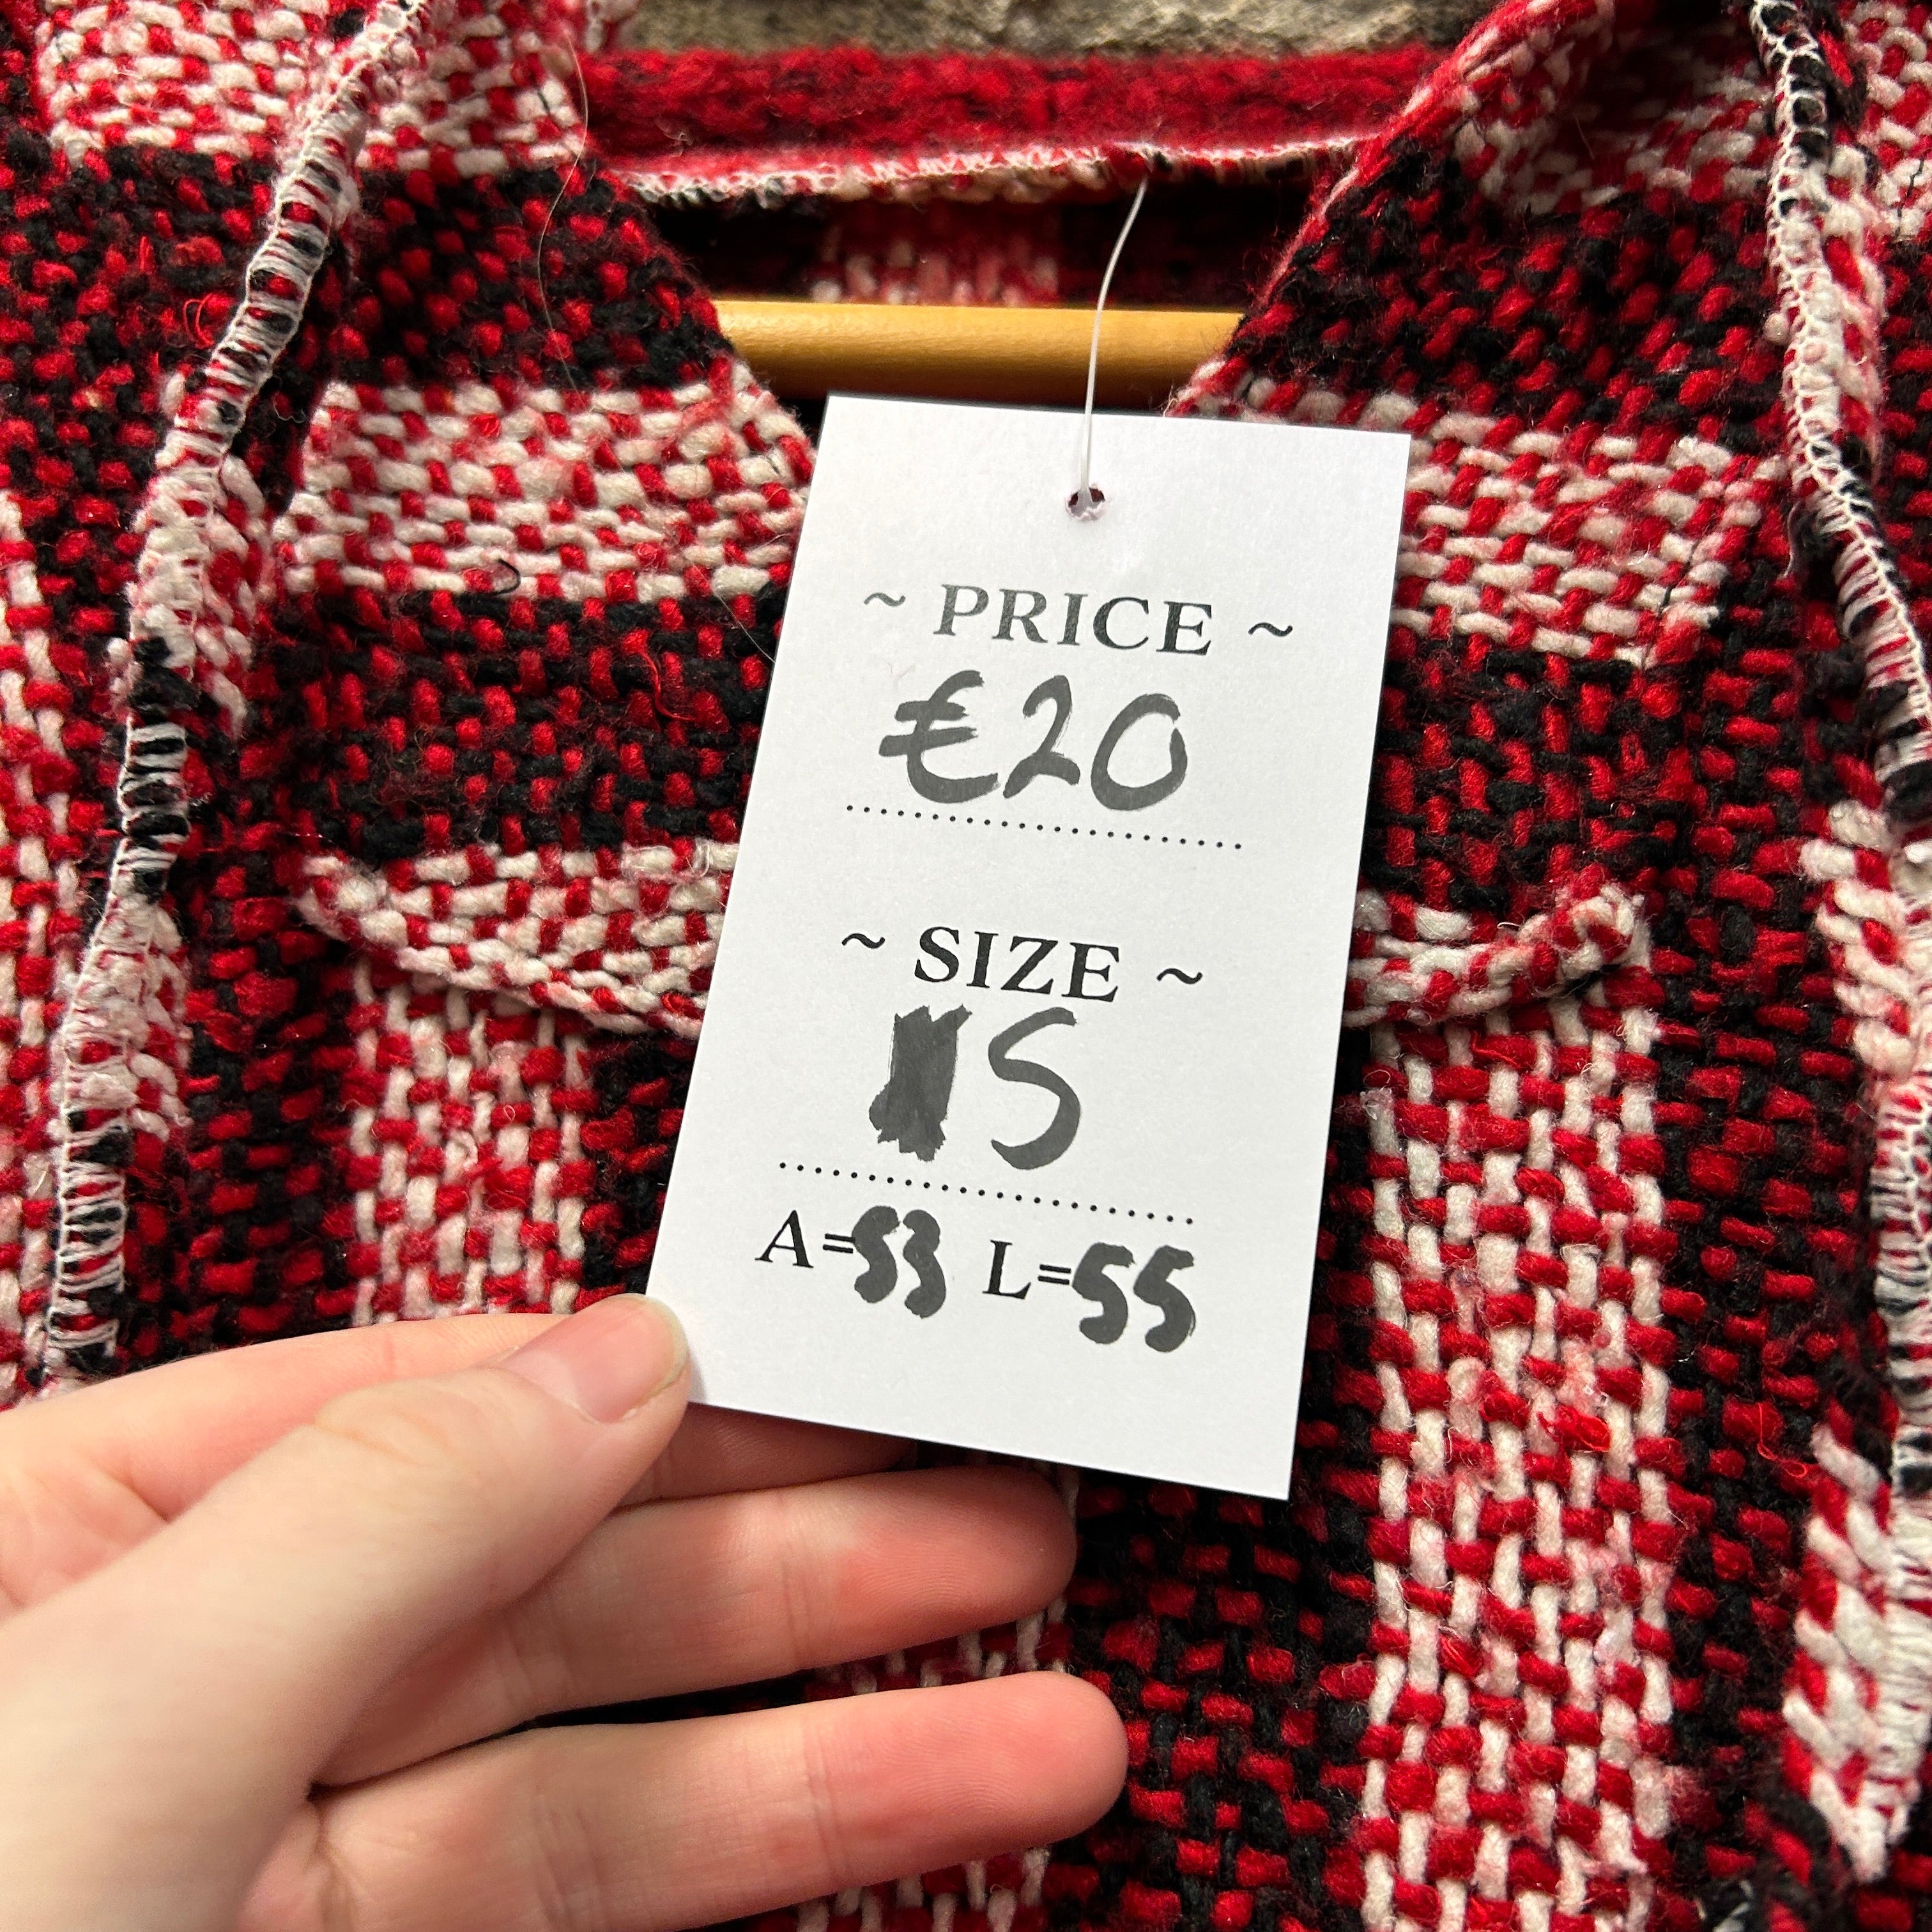 ~ PRICE ~
€20
~ SIZE ~
S
A=53 L=55